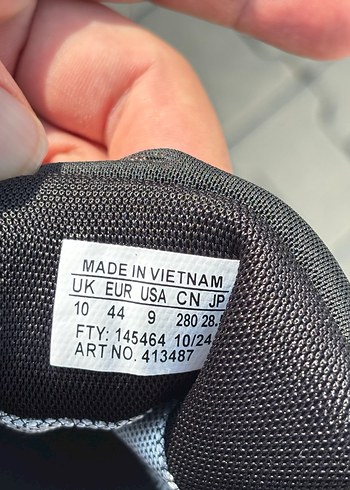 MADE IN VIETNAM
UK EUR USA CN JP
10 44 9 280 28.
FTY: 145464 10/24
ART NO. 413487